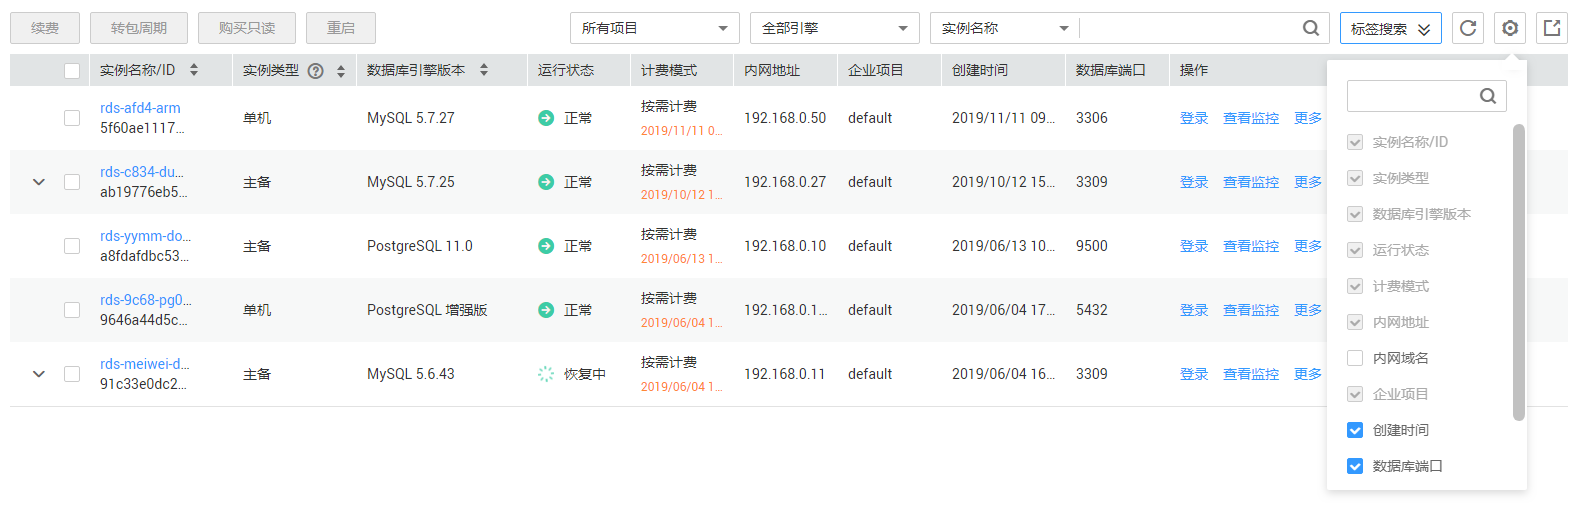 续费 转包周期 购买只读 重启 所有项目 全部引擎 实例名称 标签搜索
实例名称/ID 实例类型 ? 数据库引擎版本 运行状态 计费模式 内网地址 企业项目 创建时间 数据库端口 操作
rds-afd4-arm
5f60ae1117...
单机 MySQL 5.7.27 正常
按需计费
2019/11/11 0...
192.168.0.50 default 2019/11/11 09... 3306 登录 查看监控 更多
rds-c834-du...
ab19776eb5...
主备 MySQL 5.7.25 正常
按需计费
2019/10/12 1...
192.168.0.27 default 2019/10/12 15... 3309 登录 查看监控 更多
rds-yymm-do...
a8fdafdbc53...
主备 PostgreSQL 11.0 正常
按需计费
2019/06/13 1...
192.168.0.10 default 2019/06/13 10... 9500 登录 查看监控 更多
rds-9c68-pg0...
9646a44d5c...
单机 PostgreSQL 增强版 正常
按需计费
2019/06/04 1...
192.168.0.1... default 2019/06/04 17... 5432 登录 查看监控 更多
rds-meiwei-d...
91c33e0dc2...
主备 MySQL 5.6.43 恢复中
按需计费
2019/06/04 1...
192.168.0.11 default 2019/06/04 16... 3309 登录 查看监控 更多
实例名称/ID
实例类型
数据库引擎版本
运行状态
计费模式
内网地址
内网域名
企业项目
创建时间
数据库端口